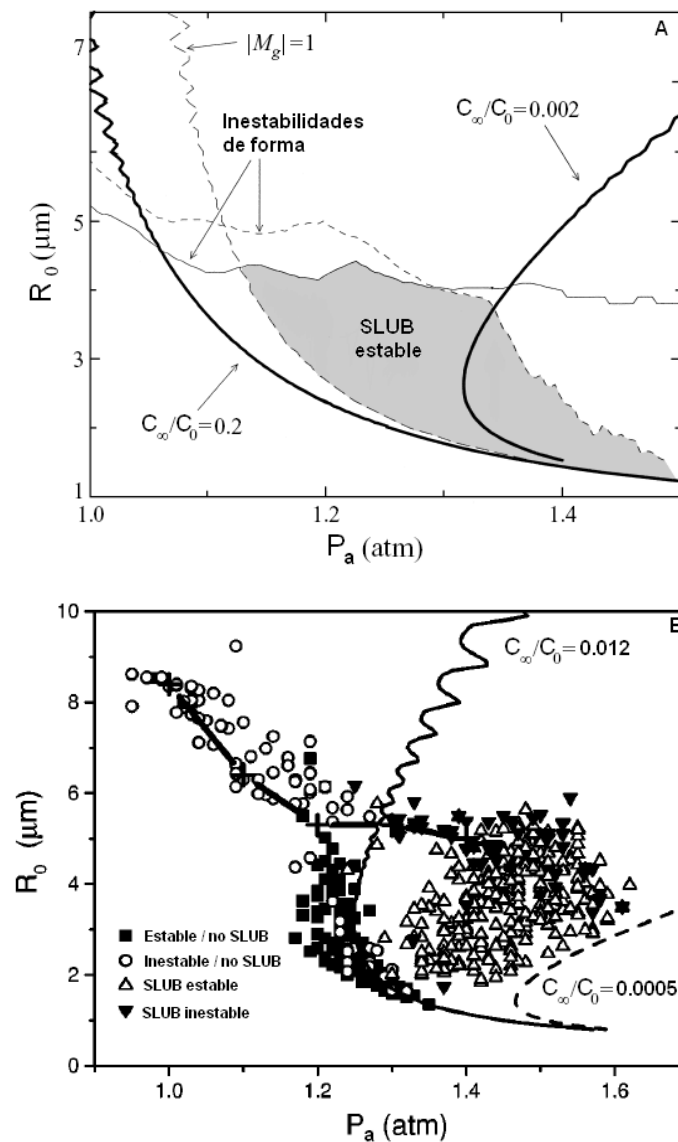 A
7
5
3
1
R₀ (μm)
|M_g|=1
Inestabilidades
de forma
C∞/C₀=0.002
SLUB
estable
C∞/C₀=0.2
1.0 1.2 1.4
P_a (atm)
B
10
8
6
4
2
0
R₀ (μm)
C∞/C₀=0.012
Estable / no SLUB
Inestable / no SLUB
SLUB estable
SLUB inestable
C∞/C₀=0.0005
1.0 1.2 1.4 1.6
P_a (atm)